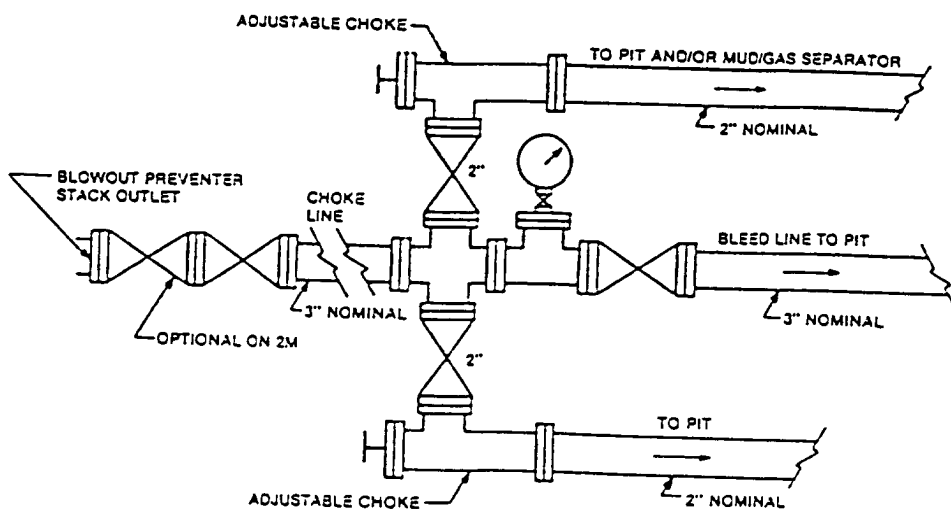 ADJUSTABLE CHOKE
TO PIT AND/OR MUD/GAS SEPARATOR
2" NOMINAL
2"
BLOWOUT PREVENTER
STACK OUTLET
CHOKE
LINE
BLEED LINE TO PIT
3" NOMINAL
3" NOMINAL
OPTIONAL ON 2M
2"
TO PIT
ADJUSTABLE CHOKE
2" NOMINAL